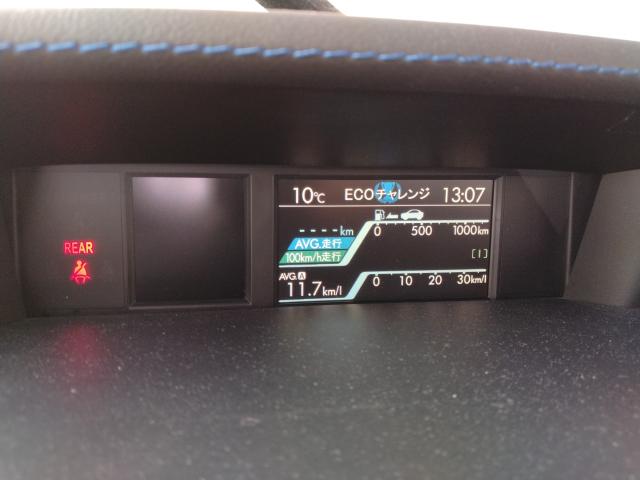 10℃ ECOチャレンジ 13:07
- - - - km
0 500 1000km
AVG.走行
100km/h走行
[ ! ]
REAR
AVG.A
11.7km/l
0 10 20 30km/l